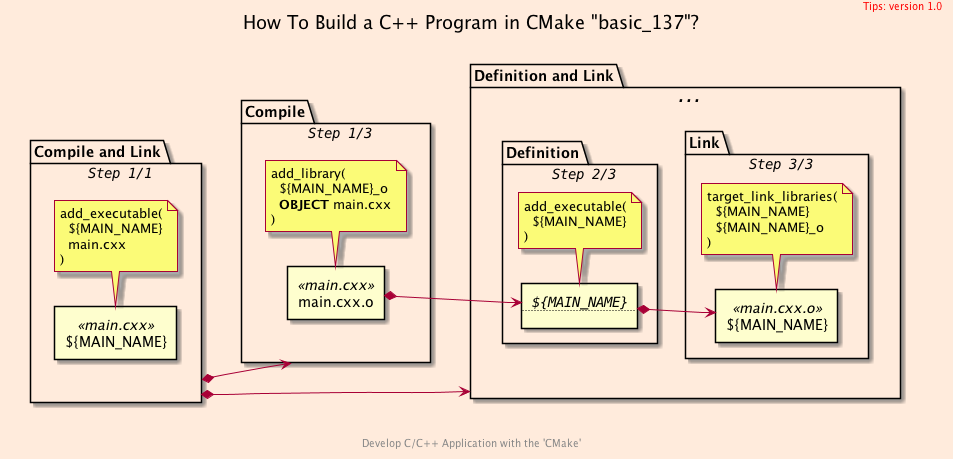 Tips: version 1.0
How To Build a C++ Program in CMake "basic_137"?
Compile and Link
Step 1/1
add_executable(
${MAIN_NAME}
main.cxx
)
«main.cxx»
${MAIN_NAME}
Compile
Step 1/3
add_library(
${MAIN_NAME}_o
OBJECT main.cxx
)
«main.cxx»
main.cxx.o
Definition and Link
...
Definition
Step 2/3
add_executable(
${MAIN_NAME}
)
${MAIN_NAME}
Link
Step 3/3
target_link_libraries(
${MAIN_NAME}
${MAIN_NAME}_o
)
«main.cxx.o»
${MAIN_NAME}
Develop C/C++ Application with the 'CMake'